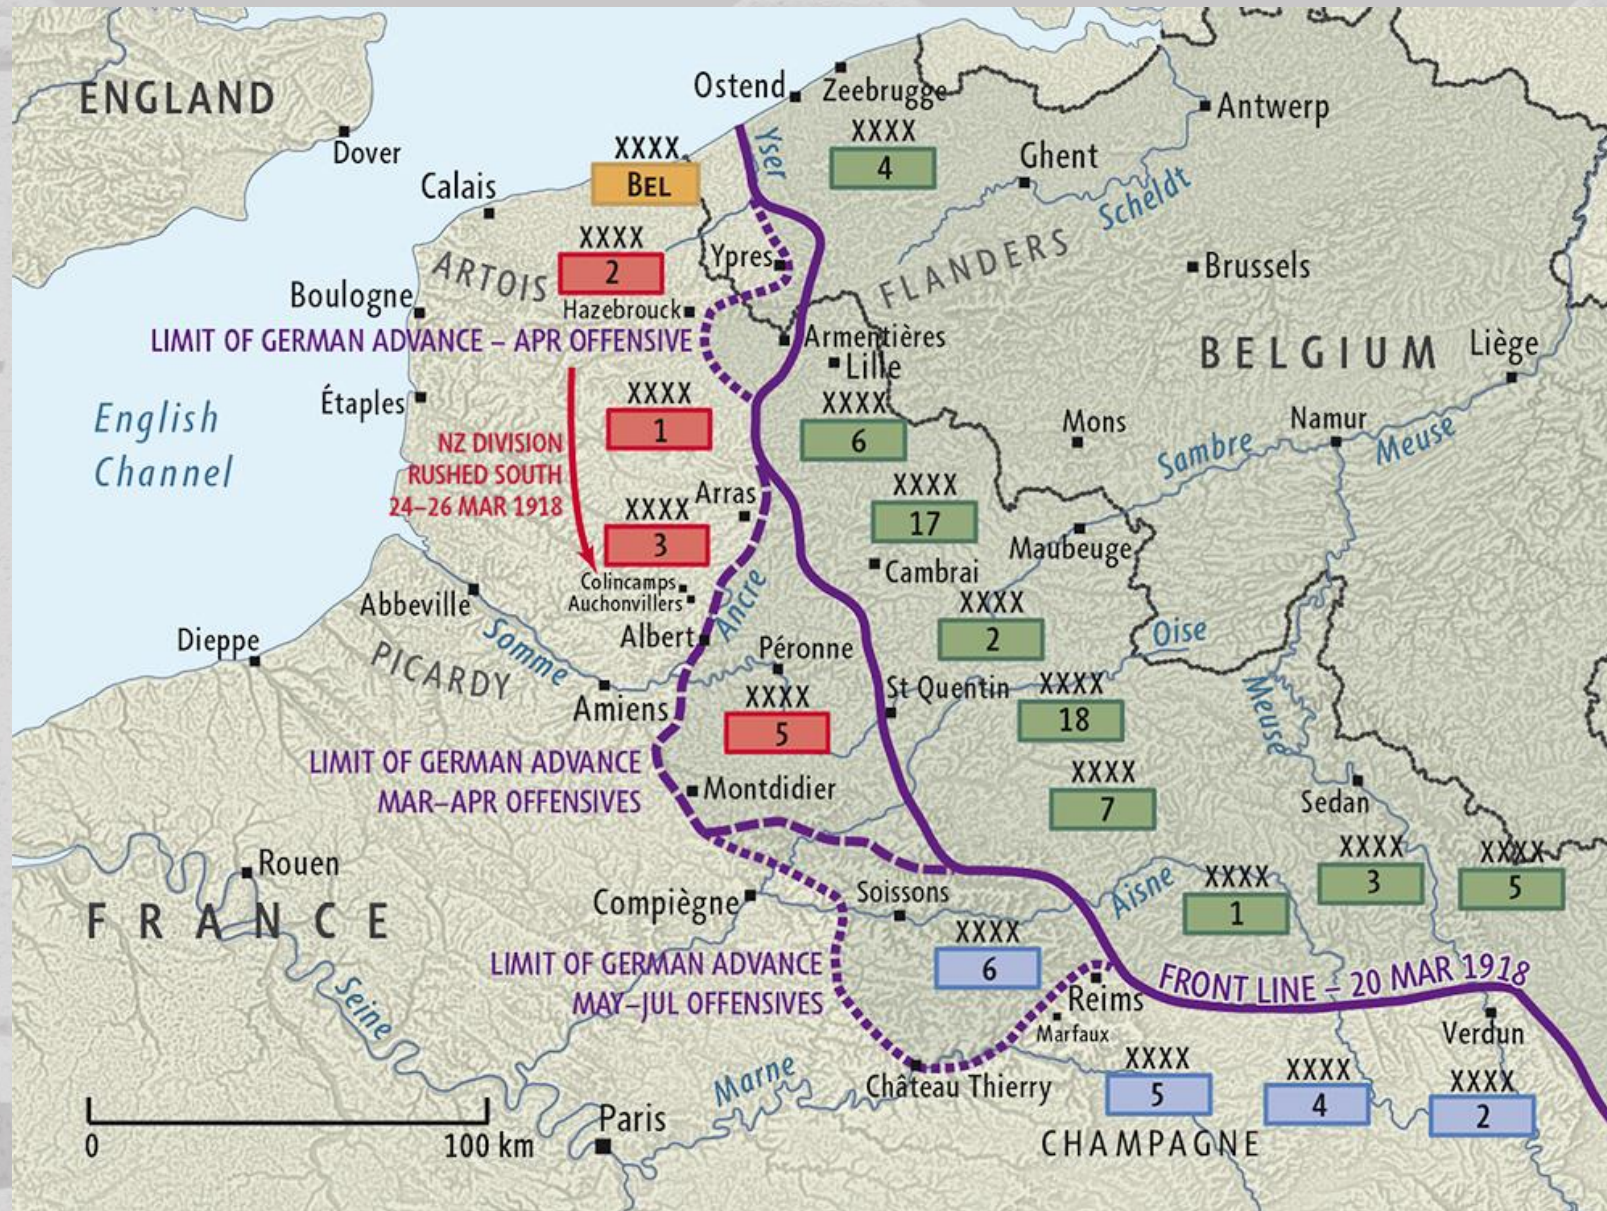 ENGLAND
Dover
Ostend
Zeebrugge
Antwerp
Yser
XXXX
4
Ghent
Scheldt
XXXX
BEL
Calais
XXXX
2
ARTOIS
Ypres
FLANDERS
Brussels
Boulogne
Hazebrouck
LIMIT OF GERMAN ADVANCE – APR OFFENSIVE
Armentières
Lille
BELGIUM
Liège
Étaples
English
Channel
XXXX
1
XXXX
6
Mons
Namur
Sambre
Meuse
NZ DIVISION
RUSHED SOUTH
24–26 MAR 1918
Arras
XXXX
3
XXXX
17
Maubeuge
Cambrai
Colincamps
Auchonvillers
Ancre
Abbeville
Somme
Albert
XXXX
2
Oise
Dieppe
PICARDY
Péronne
Amiens
XXXX
5
St Quentin
XXXX
18
Meuse
LIMIT OF GERMAN ADVANCE
MAR–APR OFFENSIVES
Montdidier
XXXX
7
Sedan
Rouen
FRANCE
Compiègne
Soissons
Aisne
XXXX
1
XXXX
3
XXXX
5
XXXX
6
LIMIT OF GERMAN ADVANCE
MAY–JUL OFFENSIVES
FRONT LINE – 20 MAR 1918
Reims
Marfaux
Verdun
Seine
Marne
Château Thierry
XXXX
5
XXXX
4
XXXX
2
CHAMPAGNE
Paris
0
100 km